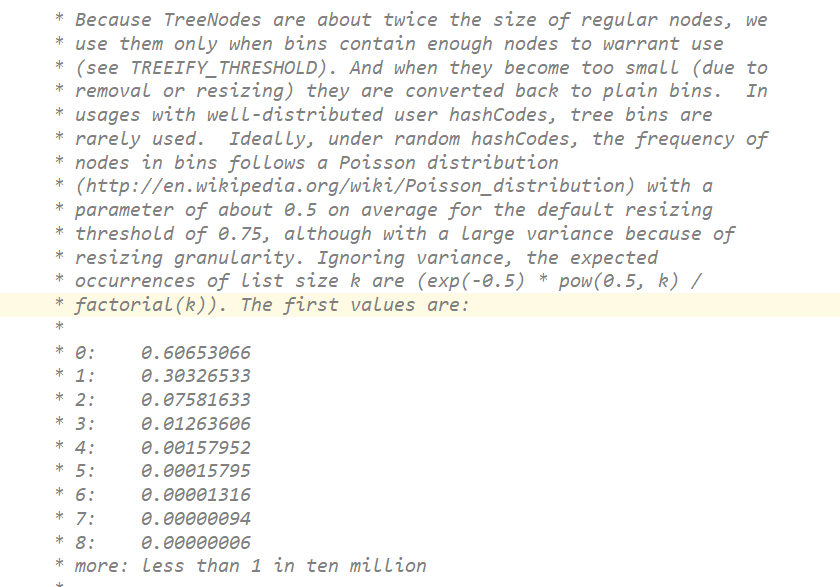 * Because TreeNodes are about twice the size of regular nodes, we
* use them only when bins contain enough nodes to warrant use
* (see TREEIFY_THRESHOLD). And when they become too small (due to
* removal or resizing) they are converted back to plain bins.  In
* usages with well-distributed user hashCodes, tree bins are
* rarely used.  Ideally, under random hashCodes, the frequency of
* nodes in bins follows a Poisson distribution
* (http://en.wikipedia.org/wiki/Poisson_distribution) with a
* parameter of about 0.5 on average for the default resizing
* threshold of 0.75, although with a large variance because of
* resizing granularity. Ignoring variance, the expected
* occurrences of list size k are (exp(-0.5) * pow(0.5, k) /
* factorial(k)). The first values are:
*
* 0:    0.60653066
* 1:    0.30326533
* 2:    0.07581633
* 3:    0.01263606
* 4:    0.00157952
* 5:    0.00015795
* 6:    0.00001316
* 7:    0.00000094
* 8:    0.00000006
* more: less than 1 in ten million
*